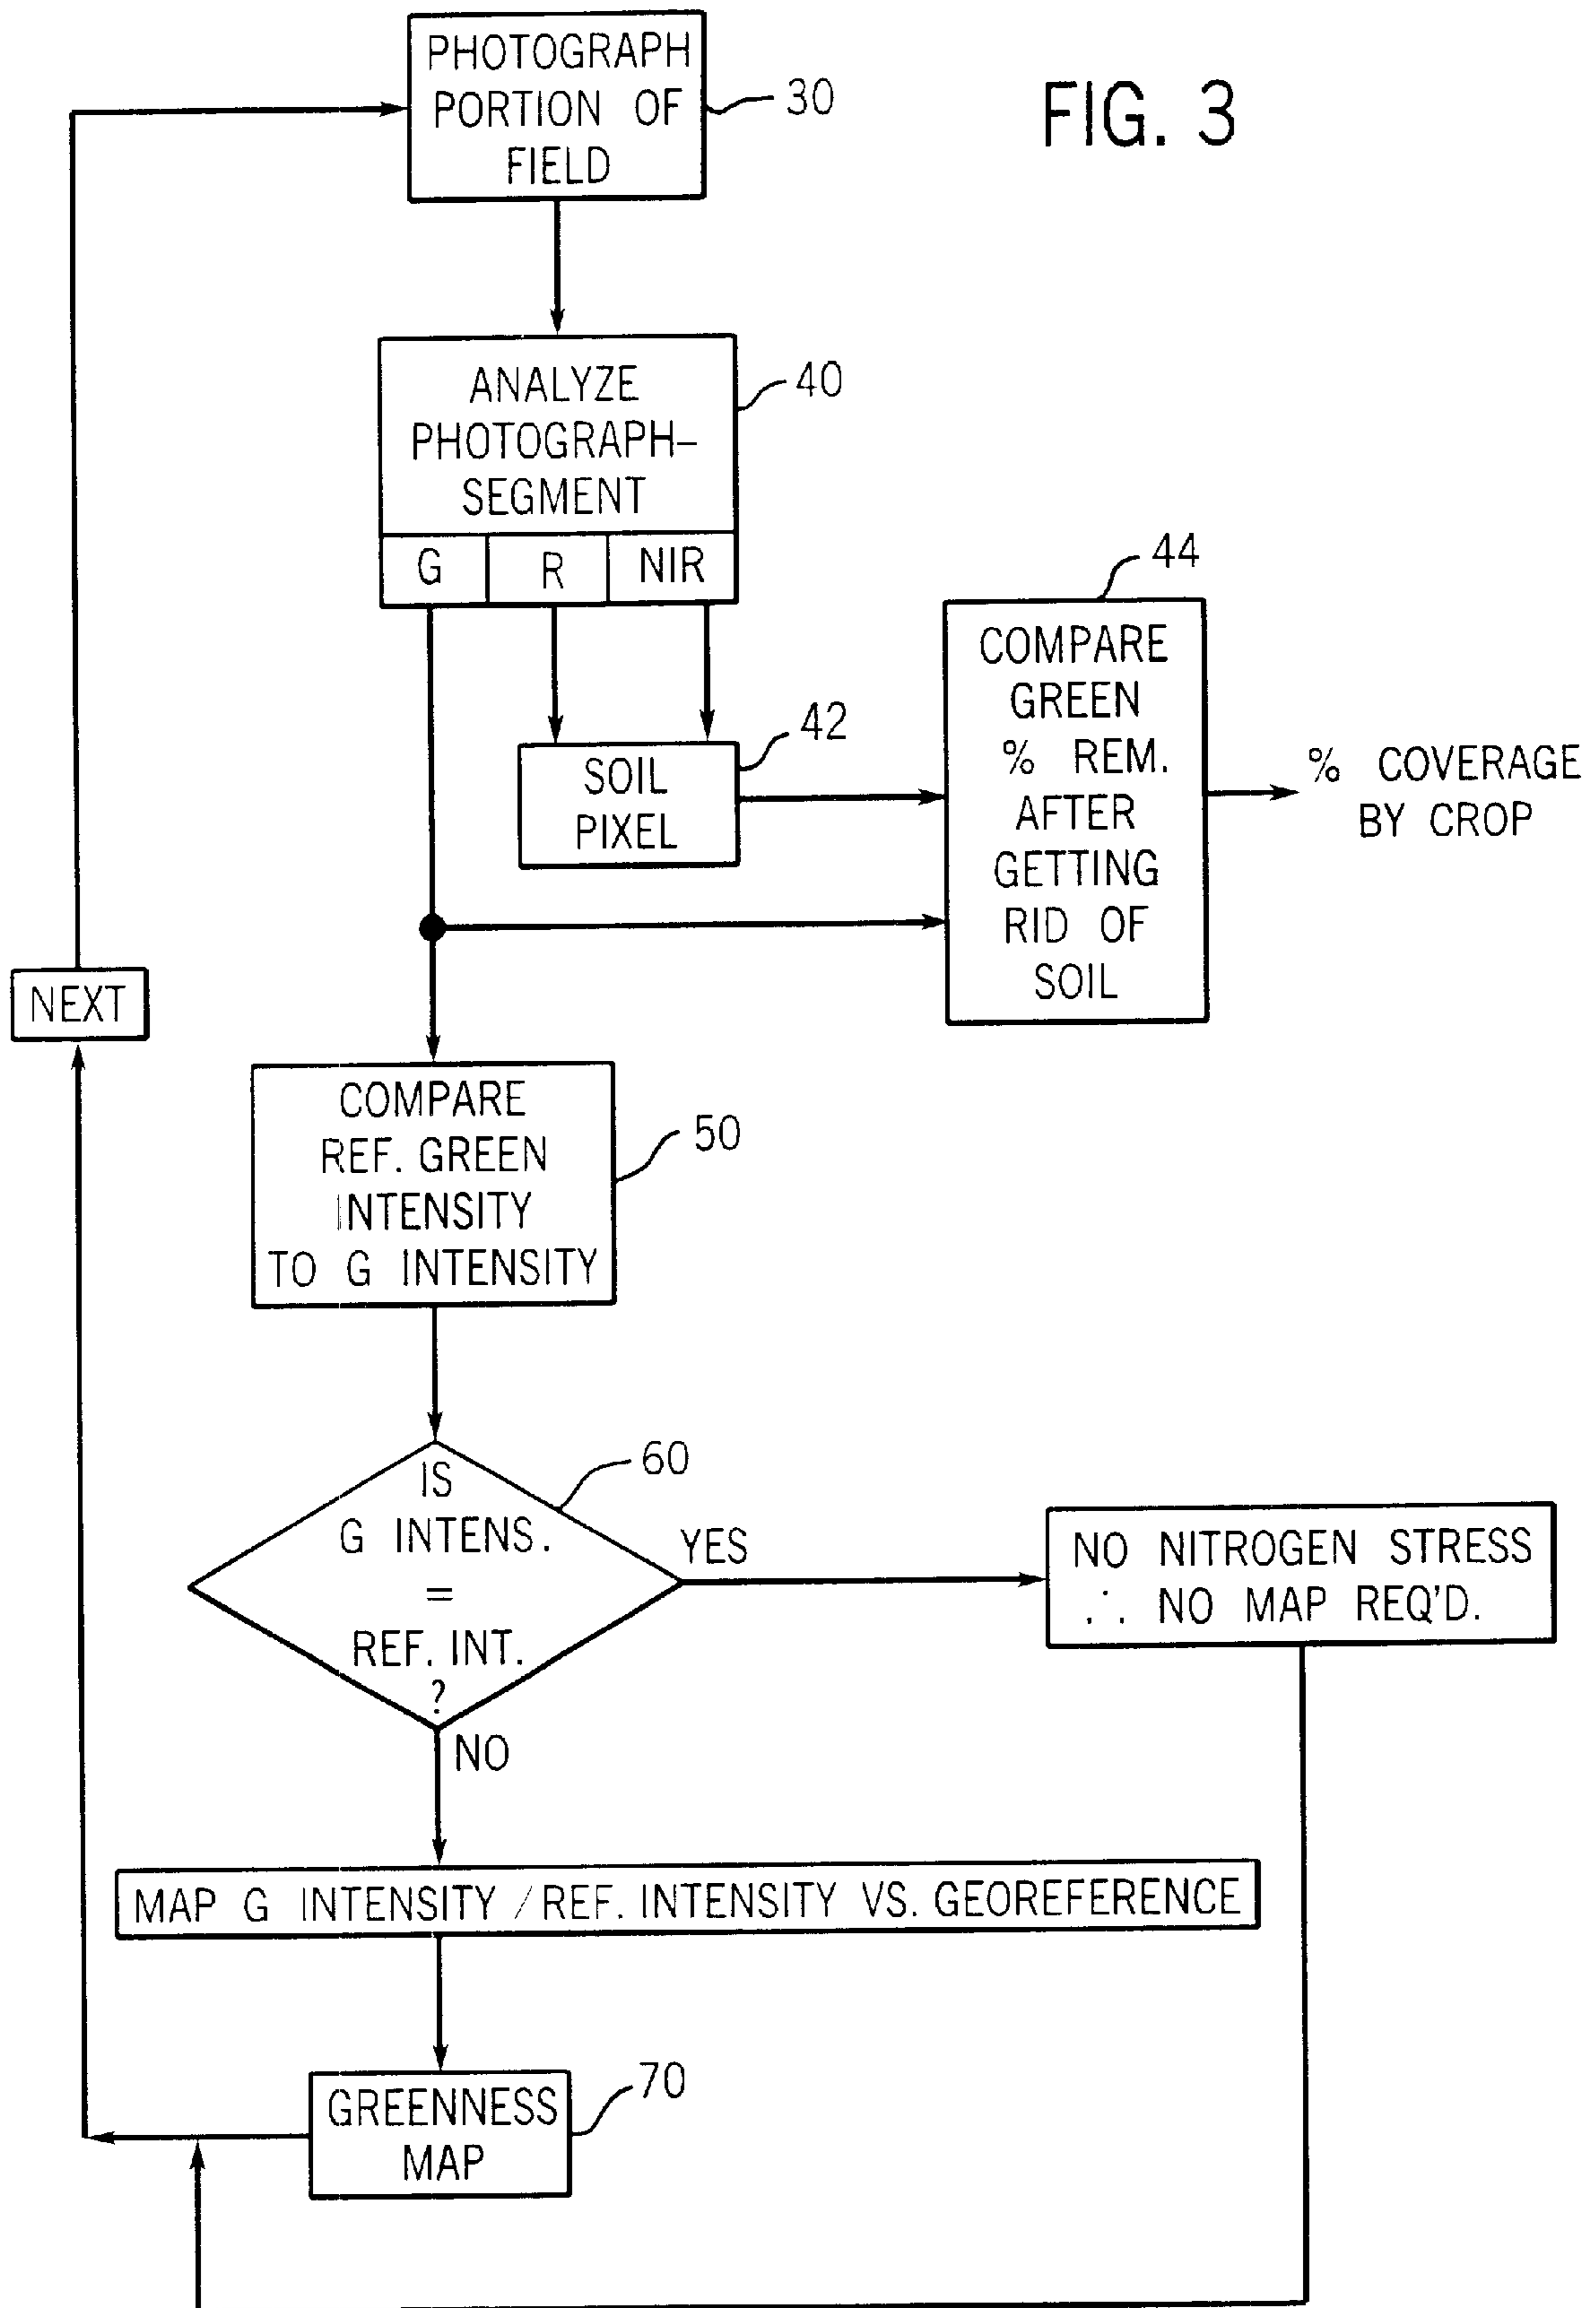 PHOTOGRAPH
PORTION OF
FIELD
30
FIG. 3
ANALYZE
PHOTOGRAPH-
SEGMENT
40
G R NIR
44
COMPARE
GREEN
% REM.
AFTER
GETTING
RID OF
SOIL
42
SOIL
PIXEL
% COVERAGE
BY CROP
NEXT
COMPARE
REF. GREEN
INTENSITY
TO G INTENSITY
50
IS
G INTENS.
=
REF. INT.
?
60
YES
NO NITROGEN STRESS
∴ NO MAP REQ'D.
NO
MAP G INTENSITY / REF. INTENSITY VS. GEOREFERENCE
GREENNESS
MAP
70